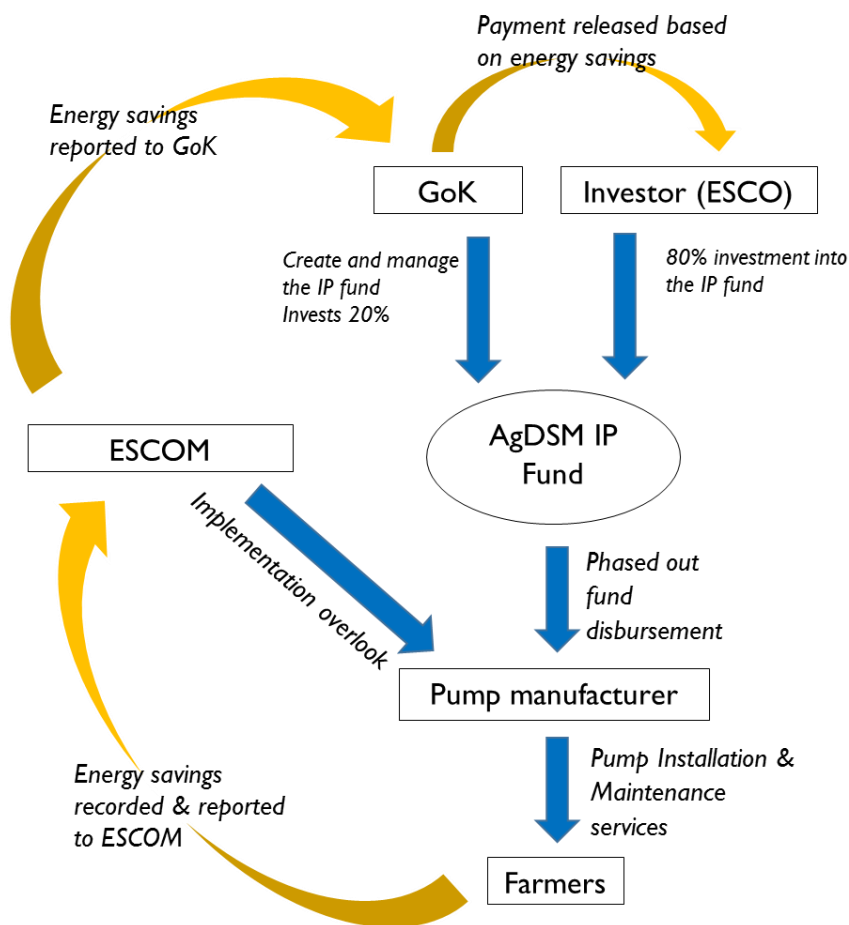 Payment released based
on energy savings
Energy savings
reported to GoK
GoK
Investor (ESCO)
Create and manage
the IP fund
Invests 20%
80% investment into
the IP fund
AgDSM IP
Fund
ESCOM
Implementation overlook
Phased out
fund
disbursement
Pump manufacturer
Energy savings
recorded & reported
to ESCOM
Pump Installation &
Maintenance
services
Farmers